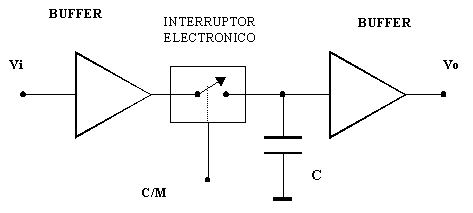 BUFFER
INTERRUPTOR
ELECTRONICO
BUFFER
Vi
Vo
C/M
C